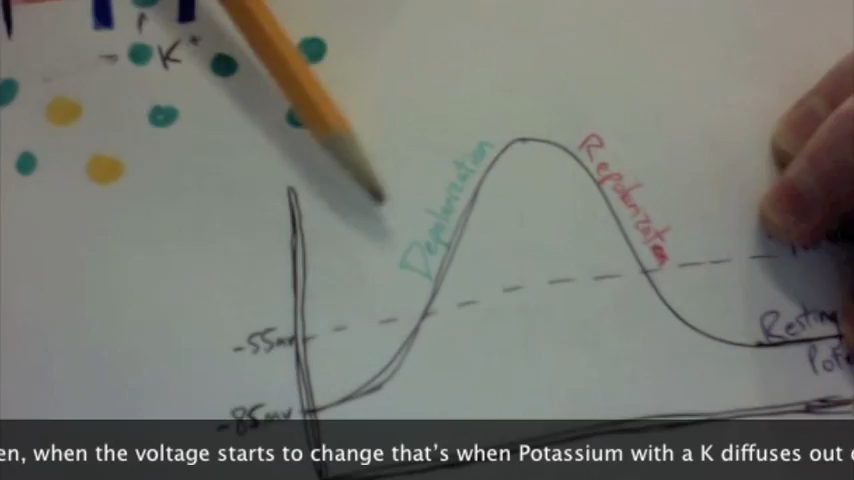 K+
Depolarization
Repolarization
-55mv
Resting
-85mv
en, when the voltage starts to change that's when Potassium with a K diffuses out